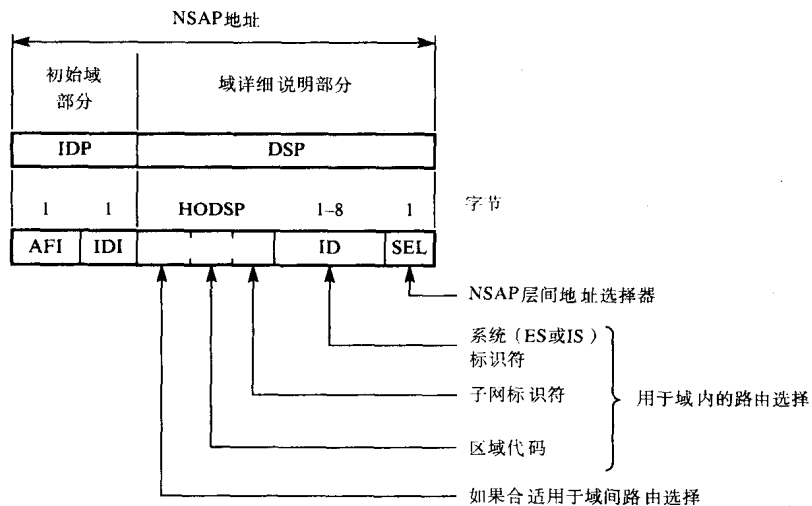 NSAP地址
初始域
部分
域详细说明部分
IDP
DSP
1
1
HODSP
1-8
1
字节
AFI
IDI
ID
SEL
NSAP层间地址选择器
系统（ES或IS）
标识符
子网标识符
用于域内的路由选择
区域代码
如果合适用于域间路由选择